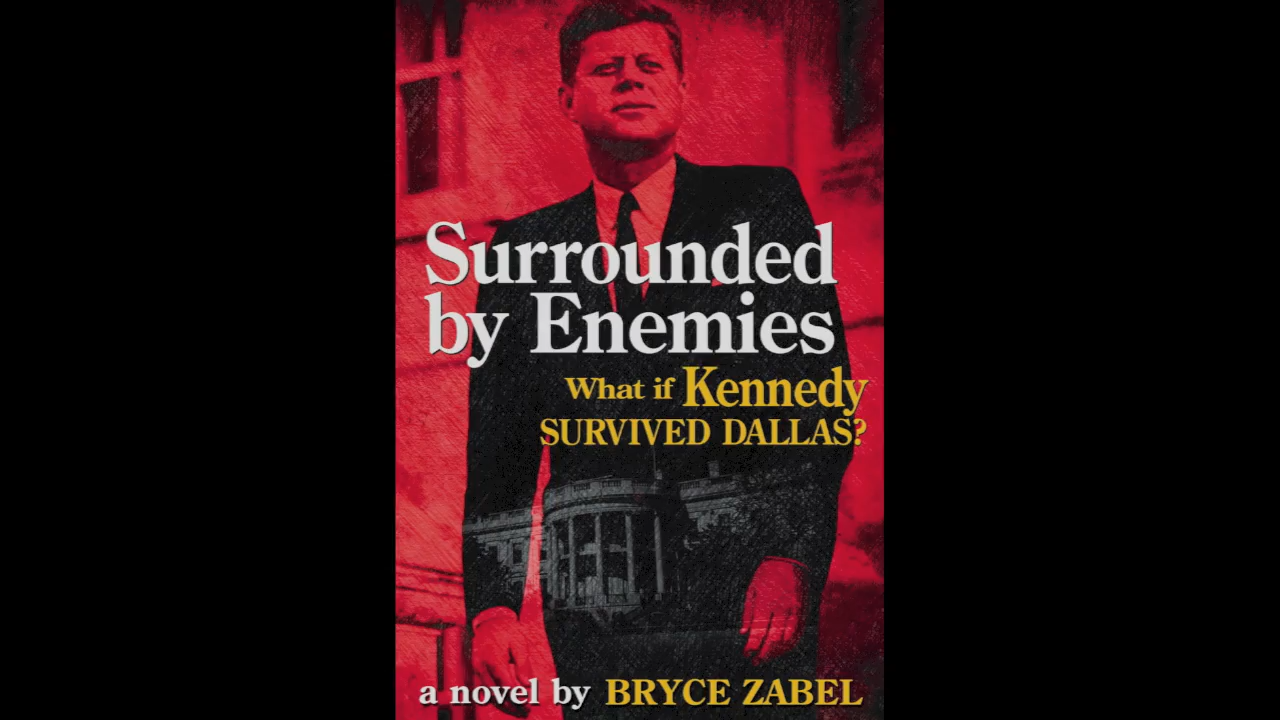 Surrounded
by Enemies
What if Kennedy
SURVIVED DALLAS?
a novel by BRYCE ZABEL